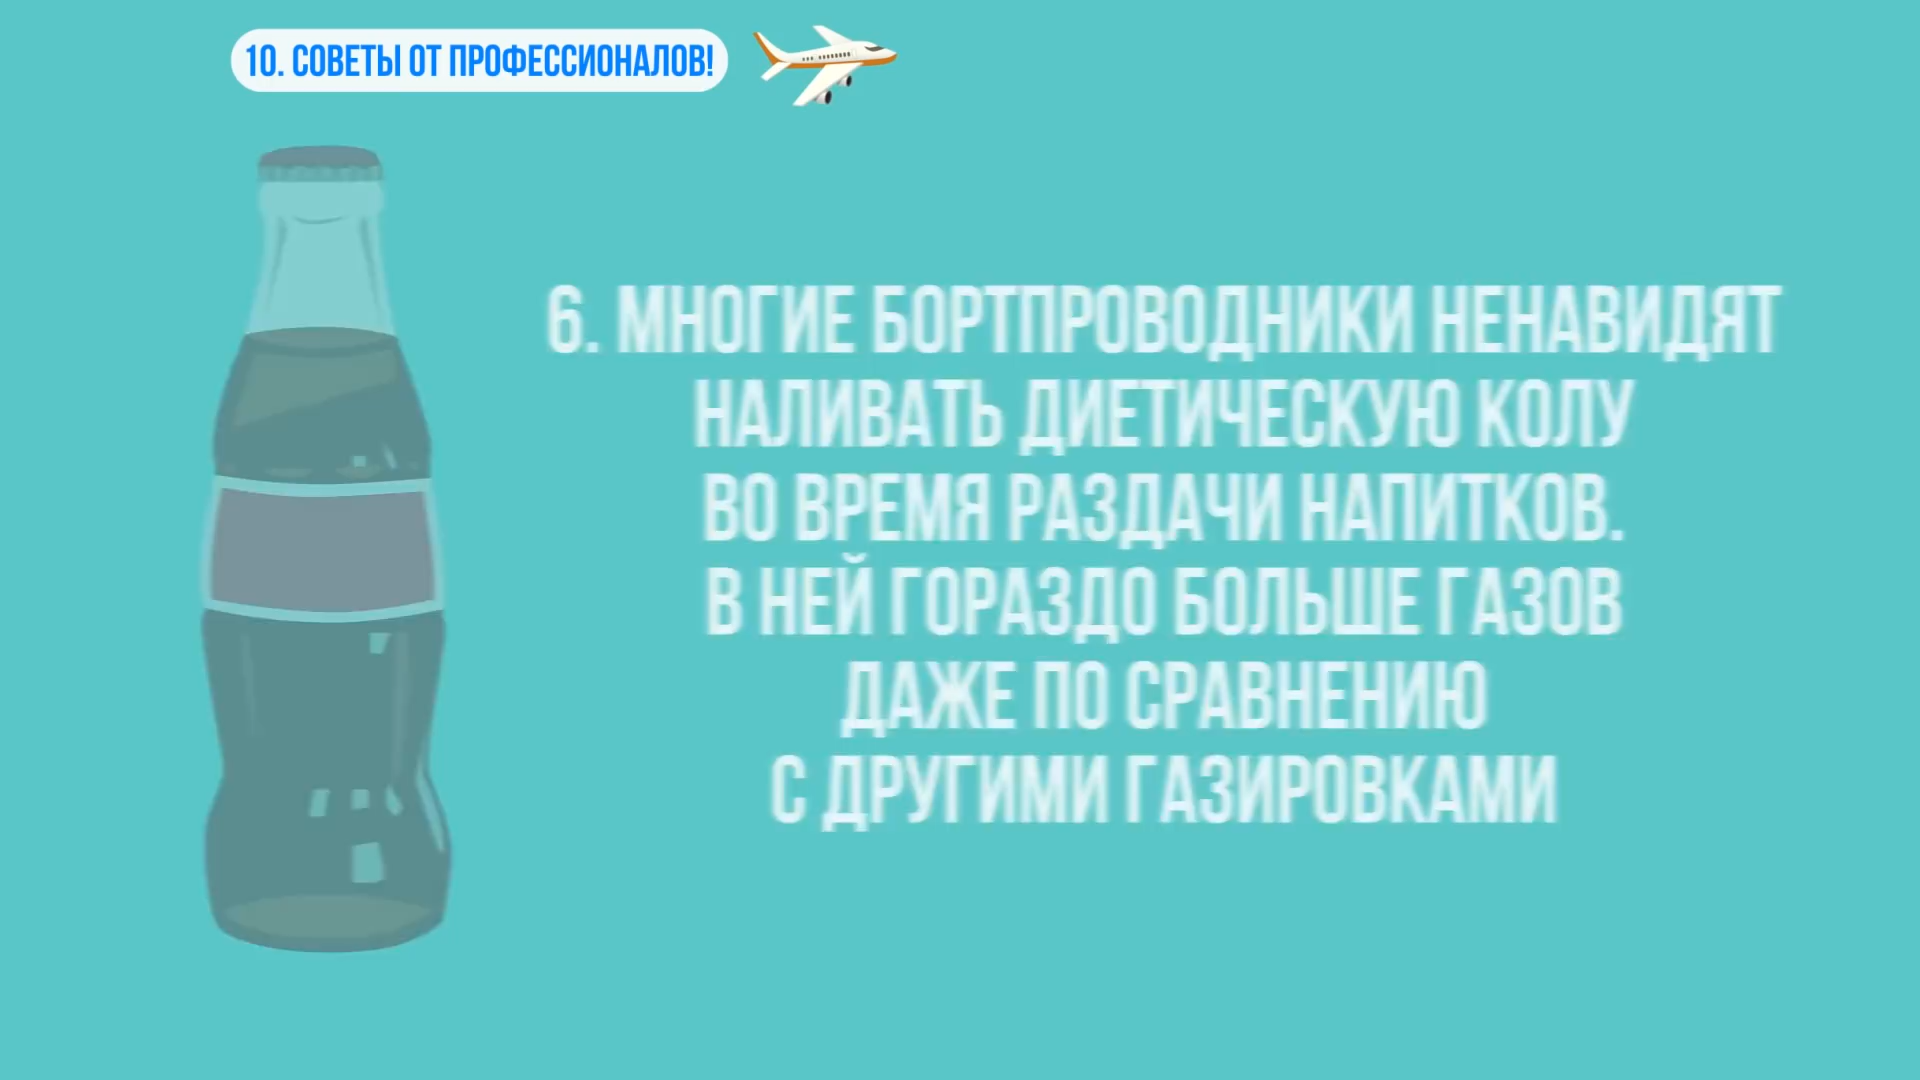 10. СОВЕТЫ ОТ ПРОФЕССИОНАЛОВ!
6. МНОГИЕ БОРТПРОВОДНИКИ НЕНАВИДЯТ
НАЛИВАТЬ ДИЕТИЧЕСКУЮ КОЛУ
ВО ВРЕМЯ РАЗДАЧИ НАПИТКОВ.
В НЕЙ ГОРАЗДО БОЛЬШЕ ГАЗОВ
ДАЖЕ ПО СРАВНЕНИЮ
С ДРУГИМИ ГАЗИРОВКАМИ